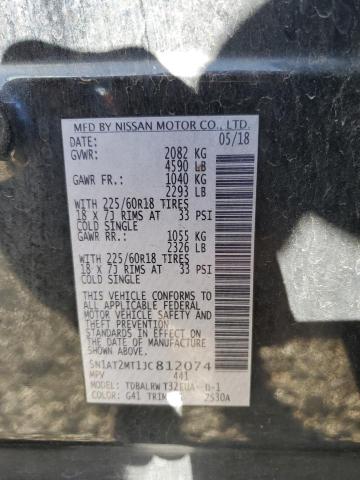 MFD BY NISSAN MOTOR CO., LTD.
DATE: 05/18
GVWR: 2082 KG
4590 LB
GAWR FR: 1040 KG
2293 LB
WITH 225/60R18 TIRES
18 X 7J RIMS AT 33 PSI
COLD SINGLE
GAWR RR.: 1055 KG
2326 LB
WITH 225/60R18 TIRES
18 X 7J RIMS AT 33 PSI
COLD SINGLE
THIS VEHICLE CONFORMS TO
ALL APPLICABLE FEDERAL
MOTOR VEHICLE SAFETY
STANDARDS IN EFFECT ON
THE DATE OF MANUFACTURE
SHOWN ABOVE.
5N1AT2MT1JC812074
MPV 441
MODEL: TDBALRW T32EUA
COLOR: G41 TRIM